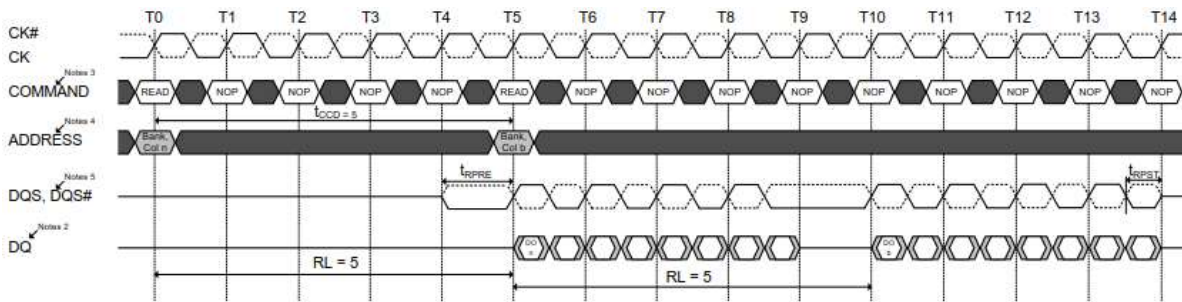 T0 T1 T2 T3 T4 T5 T6 T7 T8 T9 T10 T11 T12 T13 T14
CK#
CK
Notes 3
COMMAND READ NOP NOP NOP NOP READ NOP NOP NOP NOP NOP NOP NOP NOP NOP
tCCD = 5
Notes 4
ADDRESS Bank, Col n Bank, Col b
Notes 5
DQS, DQS# tRPRE tRPST
Notes 2
DQ DO n DO b
RL = 5 RL = 5